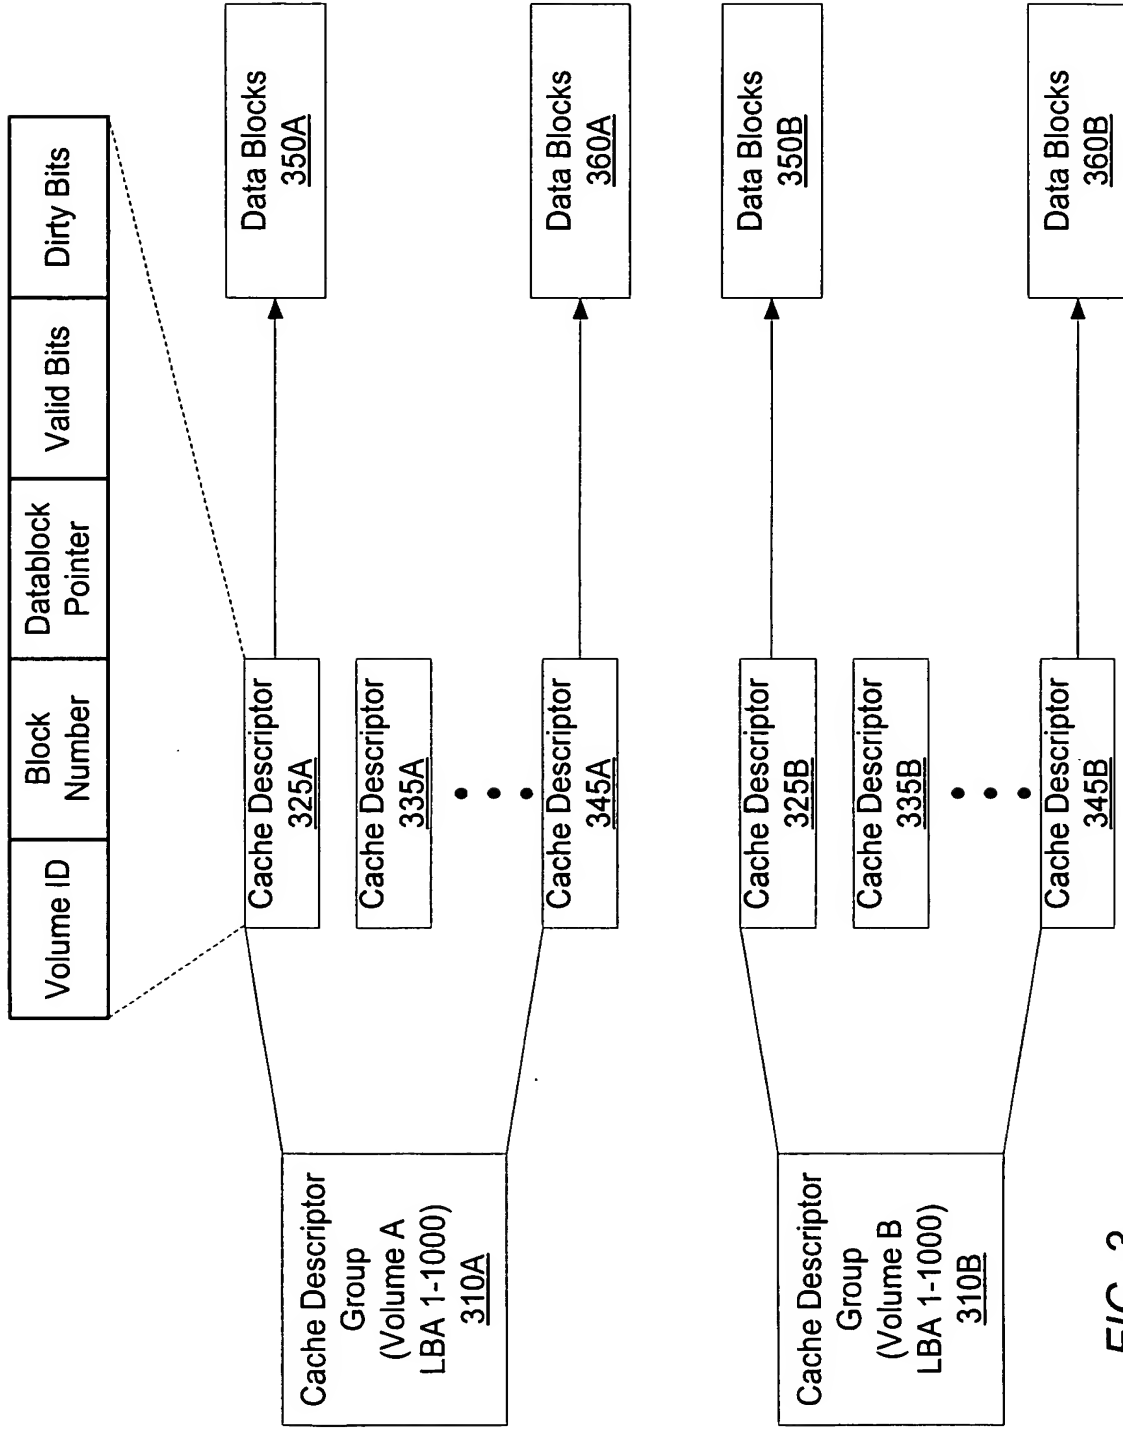 Volume ID
Block
Number
Datablock
Pointer
Valid Bits
Dirty Bits
Cache Descriptor
Group
(Volume A
LBA 1-1000)
310A
Cache Descriptor
325A
Cache Descriptor
335A
Cache Descriptor
345A
Data Blocks
350A
Data Blocks
360A
Cache Descriptor
Group
(Volume B
LBA 1-1000)
310B
Cache Descriptor
325B
Cache Descriptor
335B
Cache Descriptor
345B
Data Blocks
350B
Data Blocks
360B
FIG. 3